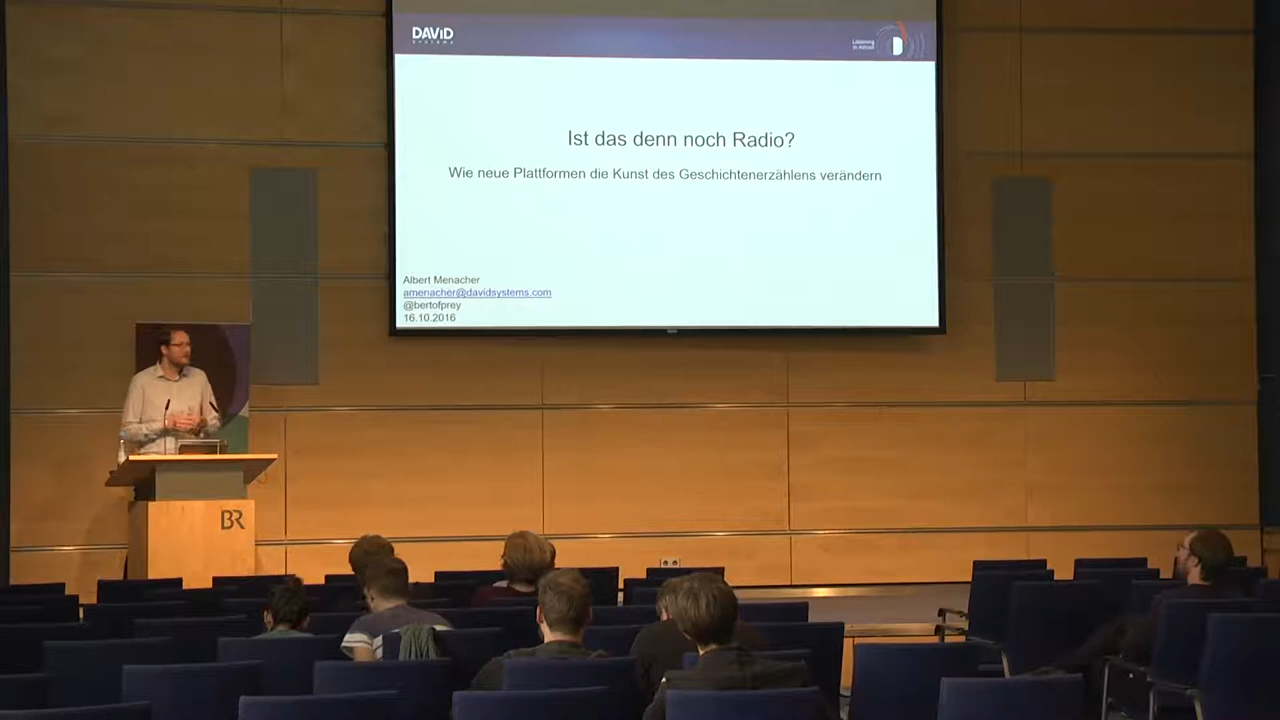 DAViD
systems
Ist das denn noch Radio?
Wie neue Plattformen die Kunst des Geschichtenerzählens verändern
Albert Menacher
amenacher@davidsystems.com
@bertofprey
16.10.2016
BR